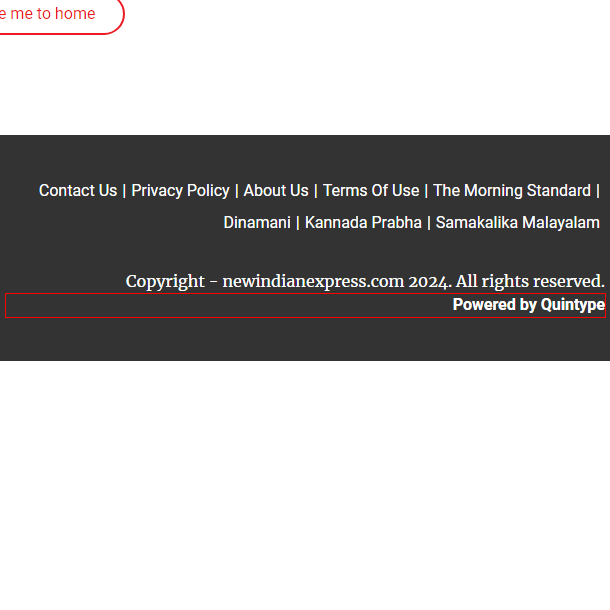 me to home
Contact Us | Privacy Policy | About Us | Terms Of Use | The Morning Standard |
Dinamani | Kannada Prabha | Samakalika Malayalam
Copyright - newindianexpress.com 2024. All rights reserved.
Powered by Quintype